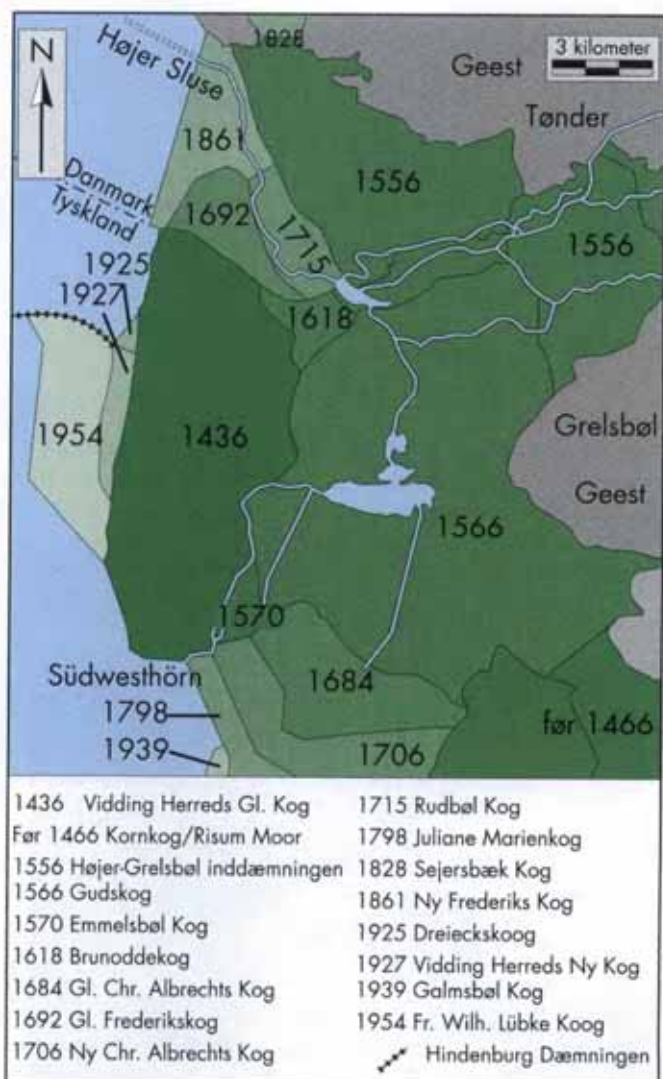 1828
3 kilometer
N
Højer Sluse
Geest
Tønder
1861
1556
Danmark
Tyskland
1692
1715
1556
1925
1927
1618
1954
1436
Grelsbøl
Geest
1566
1570
Südwesthörn
1684
1798
før 1466
1939
1706
1436 Vidding Herreds Gl. Kog
Før 1466 Kornkog/Risum Moor
1556 Højer-Grelsbøl inddæmningen
1566 Gudskog
1570 Emmelsbøl Kog
1618 Brunoddekog
1684 Gl. Chr. Albrechts Kog
1692 Gl. Frederikskog
1706 Ny Chr. Albrechts Kog
1715 Rudbøl Kog
1798 Juliane Marienkog
1828 Sejersbæk Kog
1861 Ny Frederiks Kog
1925 Dreieckskoog
1927 Vidding Herreds Ny Kog
1939 Galmsbøl Kog
1954 Fr. Wilh. Lübke Koog
Hindenburg Dæmningen